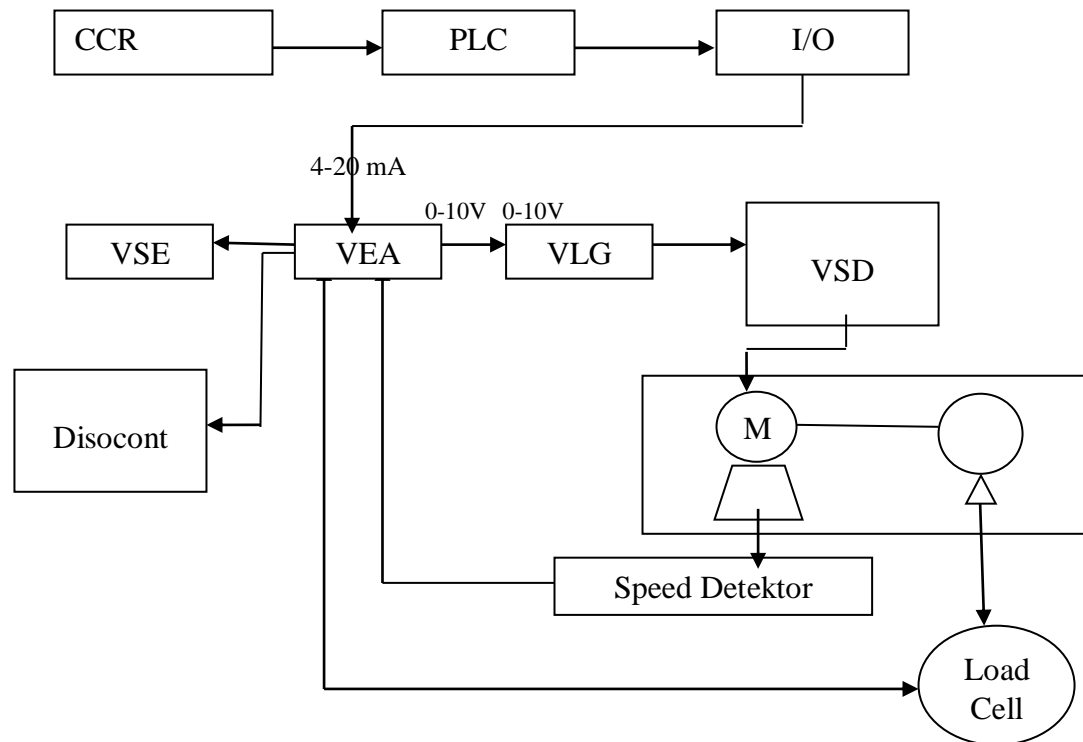 CCR
PLC
I/O
4-20 mA
0-10V 0-10V
VSE
VEA
VLG
VSD
Disocont
M
Speed Detektor
Load
Cell